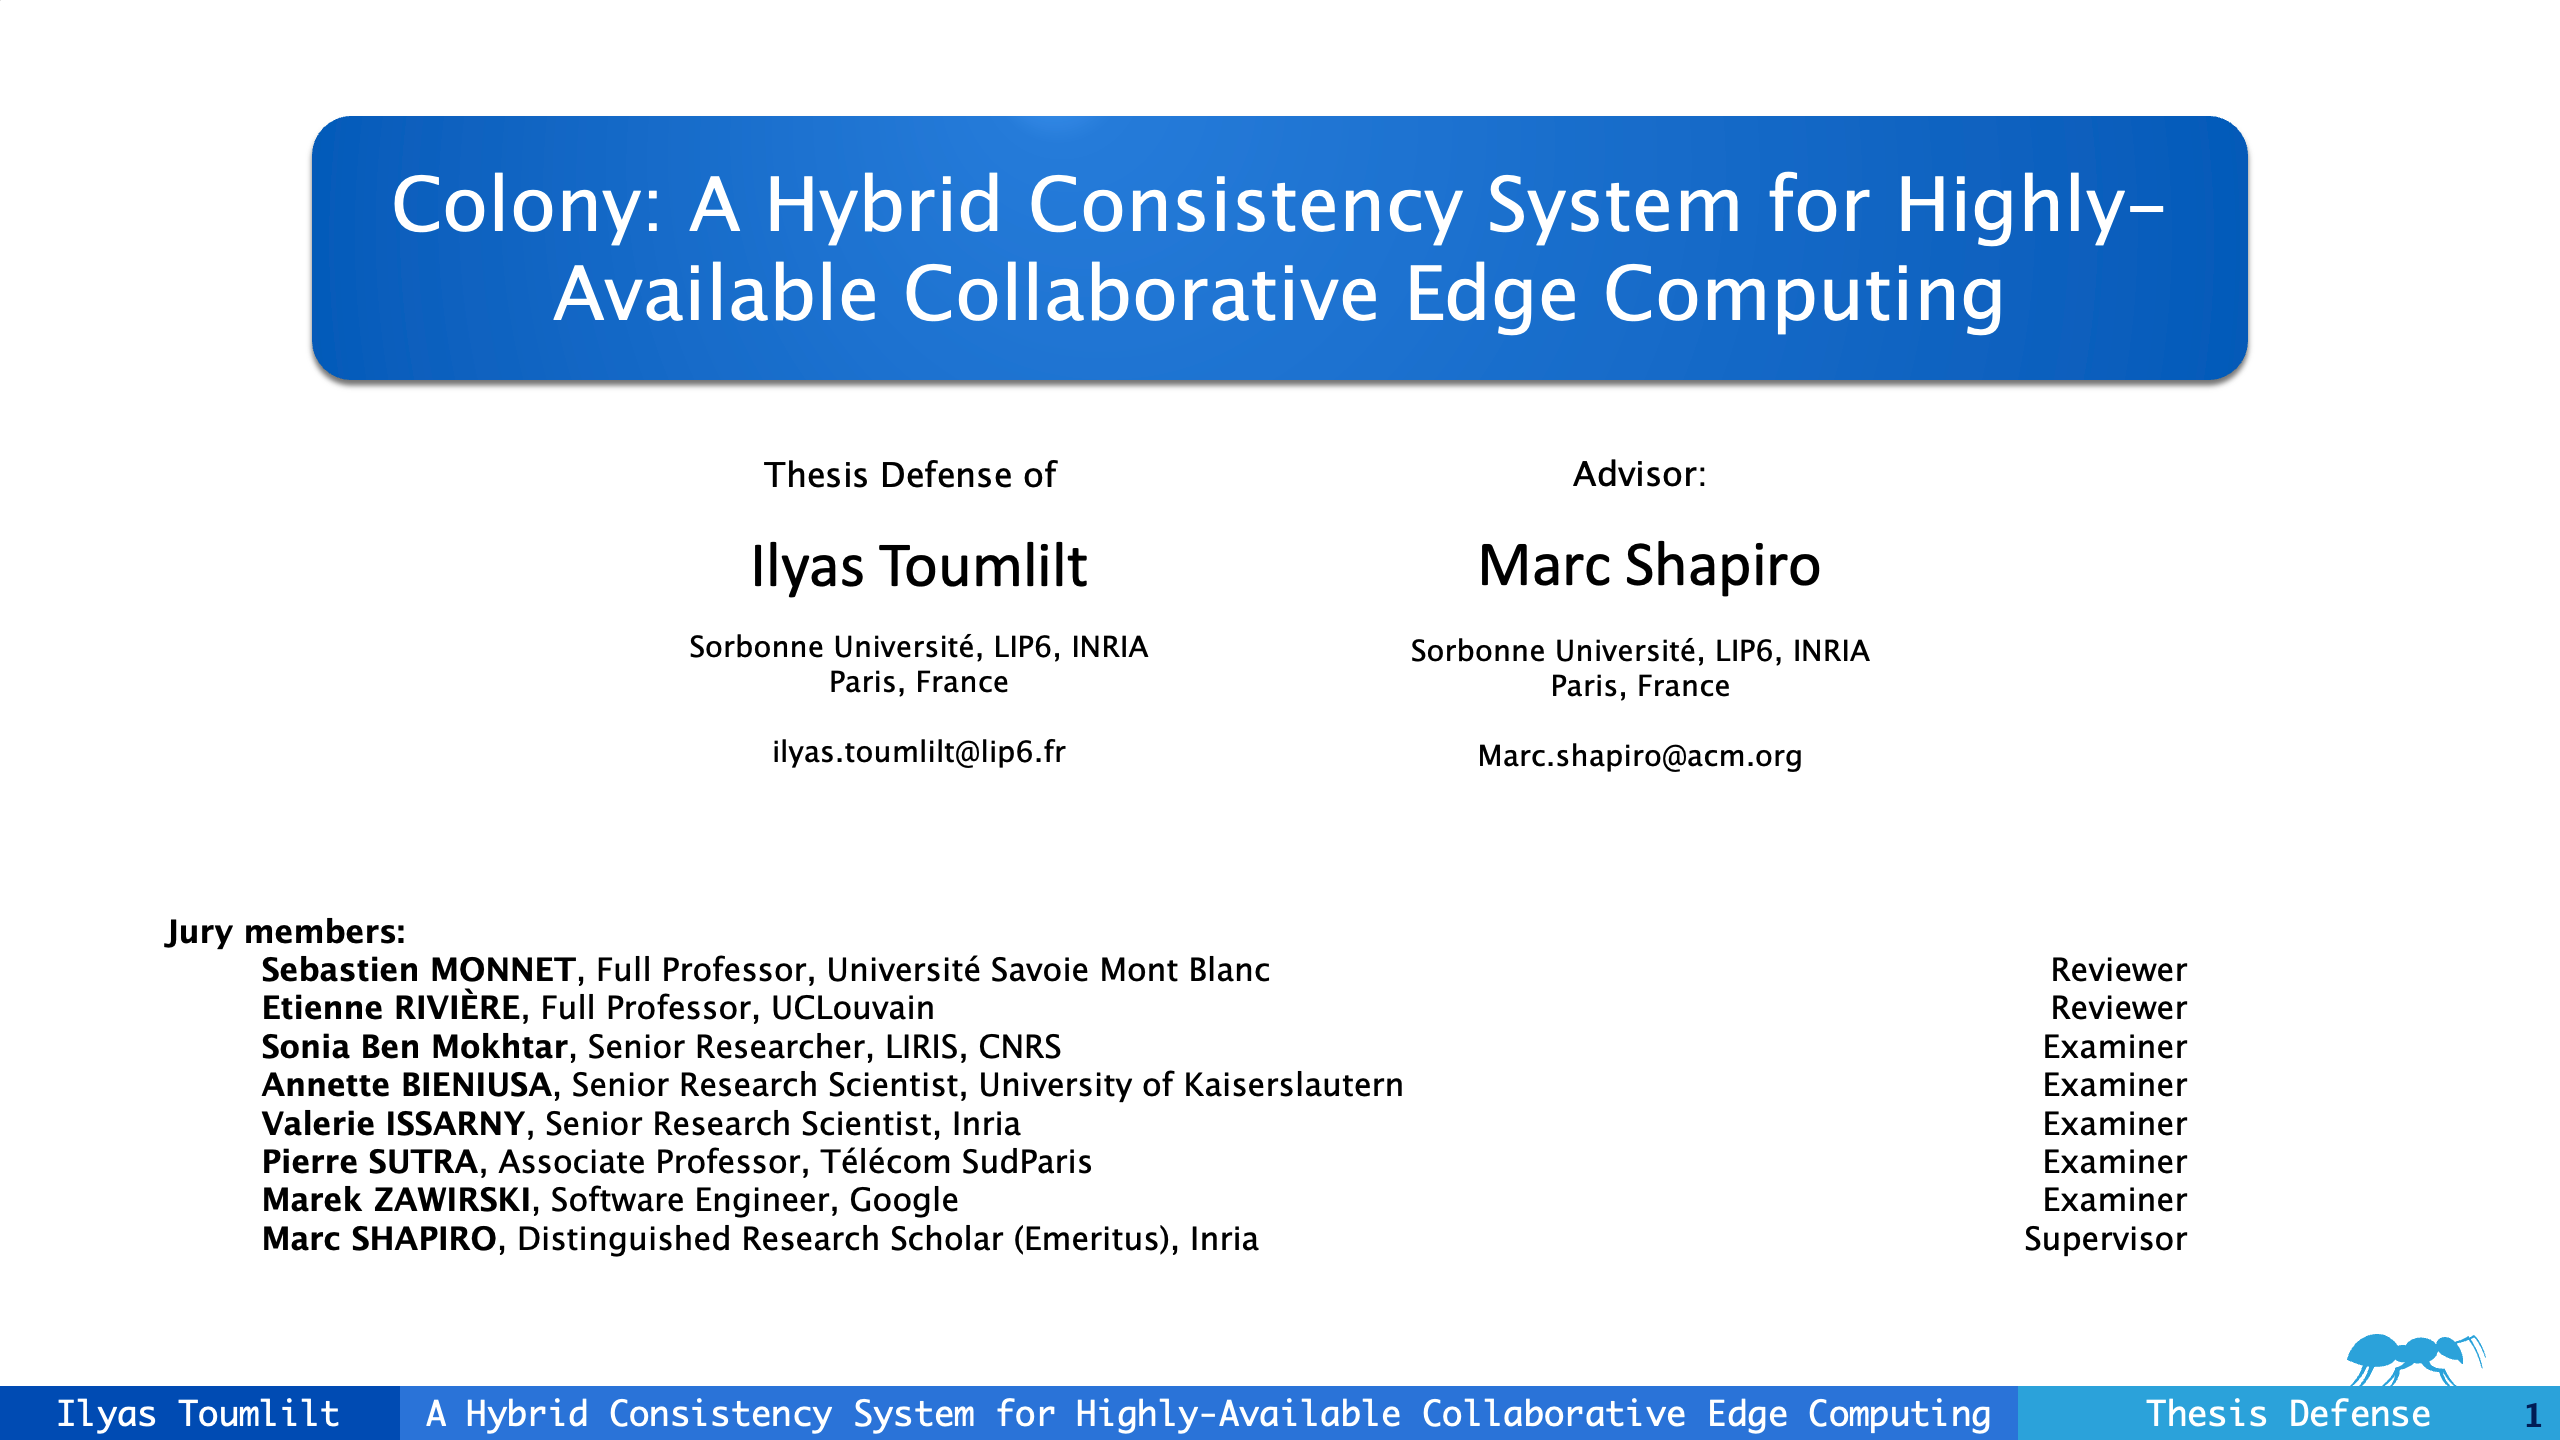 Colony: A Hybrid Consistency System for Highly-
Available Collaborative Edge Computing
Thesis Defense of
Ilyas Toumlilt
Sorbonne Université, LIP6, INRIA
Paris, France
ilyas.toumlilt@lip6.fr
Advisor:
Marc Shapiro
Sorbonne Université, LIP6, INRIA
Paris, France
Marc.shapiro@acm.org
Jury members:
Sebastien MONNET, Full Professor, Université Savoie Mont Blanc Reviewer
Etienne RIVIÈRE, Full Professor, UCLouvain Reviewer
Sonia Ben Mokhtar, Senior Researcher, LIRIS, CNRS Examiner
Annette BIENIUSA, Senior Research Scientist, University of Kaiserslautern Examiner
Valerie ISSARNY, Senior Research Scientist, Inria Examiner
Pierre SUTRA, Associate Professor, Télécom SudParis Examiner
Marek ZAWIRSKI, Software Engineer, Google Examiner
Marc SHAPIRO, Distinguished Research Scholar (Emeritus), Inria Supervisor
Ilyas Toumlilt A Hybrid Consistency System for Highly-Available Collaborative Edge Computing Thesis Defense 1